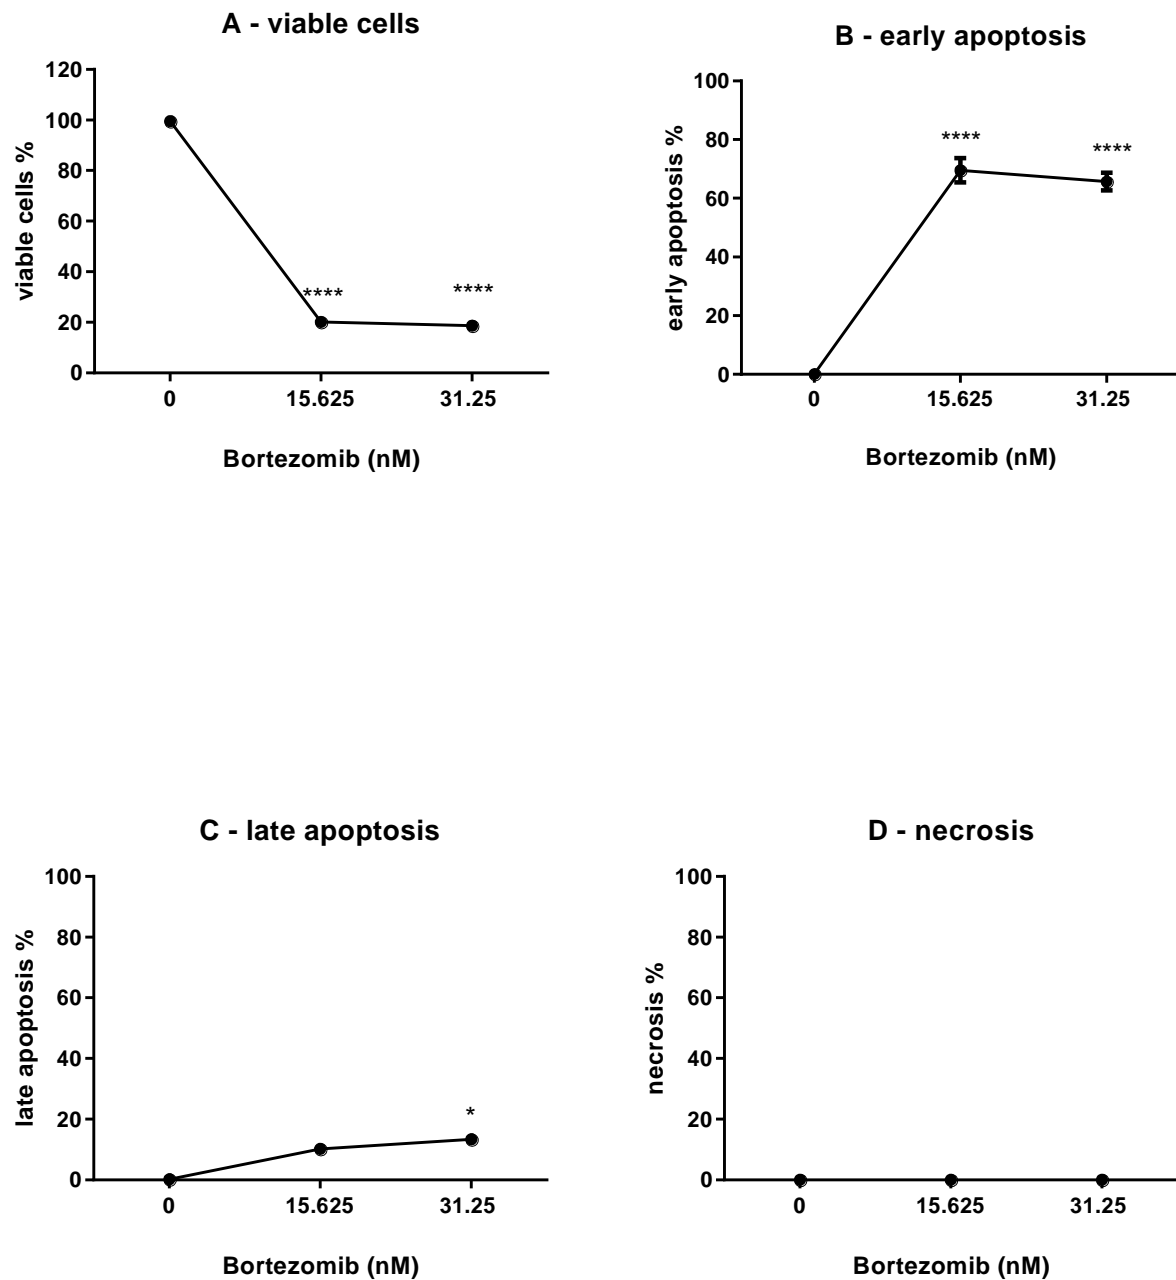 A - viable cells
120
100
80
60
40
20
0
viable cells %
****
****
0 15.625 31.25
Bortezomib (nM)
B - early apoptosis
100
80
60
40
20
0
early apoptosis %
****
****
0 15.625 31.25
Bortezomib (nM)
C - late apoptosis
100
80
60
40
20
0
late apoptosis %
*
0 15.625 31.25
Bortezomib (nM)
D - necrosis
100
80
60
40
20
0
necrosis %
0 15.625 31.25
Bortezomib (nM)